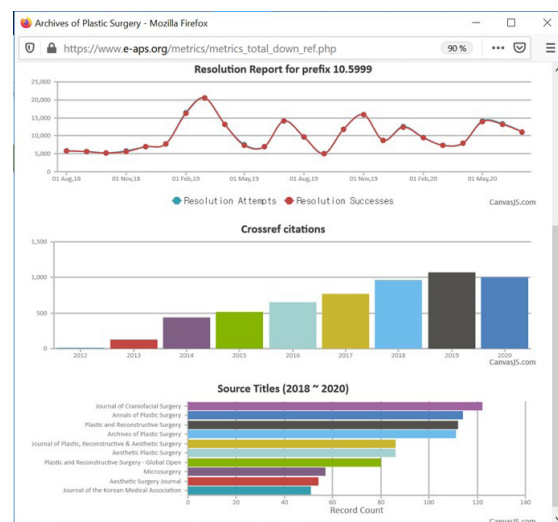 Archives of Plastic Surgery - Mozilla Firefox
https://www.e-aps.org/metrics/metrics_total_down_ref.php
90 %
Resolution Report for prefix 10.5999
25,000
20,000
15,000
10,000
5,000
0
01 Aug,18 01 Nov,18 01 Feb,19 01 May,19 01 Aug,19 01 Nov,19 01 Feb,20 01 May,20
Resolution Attempts Resolution Successes
CanvasJS.com
Crossref citations
1,500
1,000
500
0
2012 2013 2014 2015 2016 2017 2018 2019 2020
CanvasJS.com
Source Titles (2018 ~ 2020)
Journal of Craniofacial Surgery
Annals of Plastic Surgery
Plastic and Reconstructive Surgery
Archives of Plastic Surgery
Journal of Plastic, Reconstructive & Aesthetic Surgery
Aesthetic Plastic Surgery
Plastic and Reconstructive Surgery - Global Open
Microsurgery
Aesthetic Surgery Journal
Journal of the Korean Medical Association
0 20 40 60 80 100 120 140
Record Count
CanvasJS.com